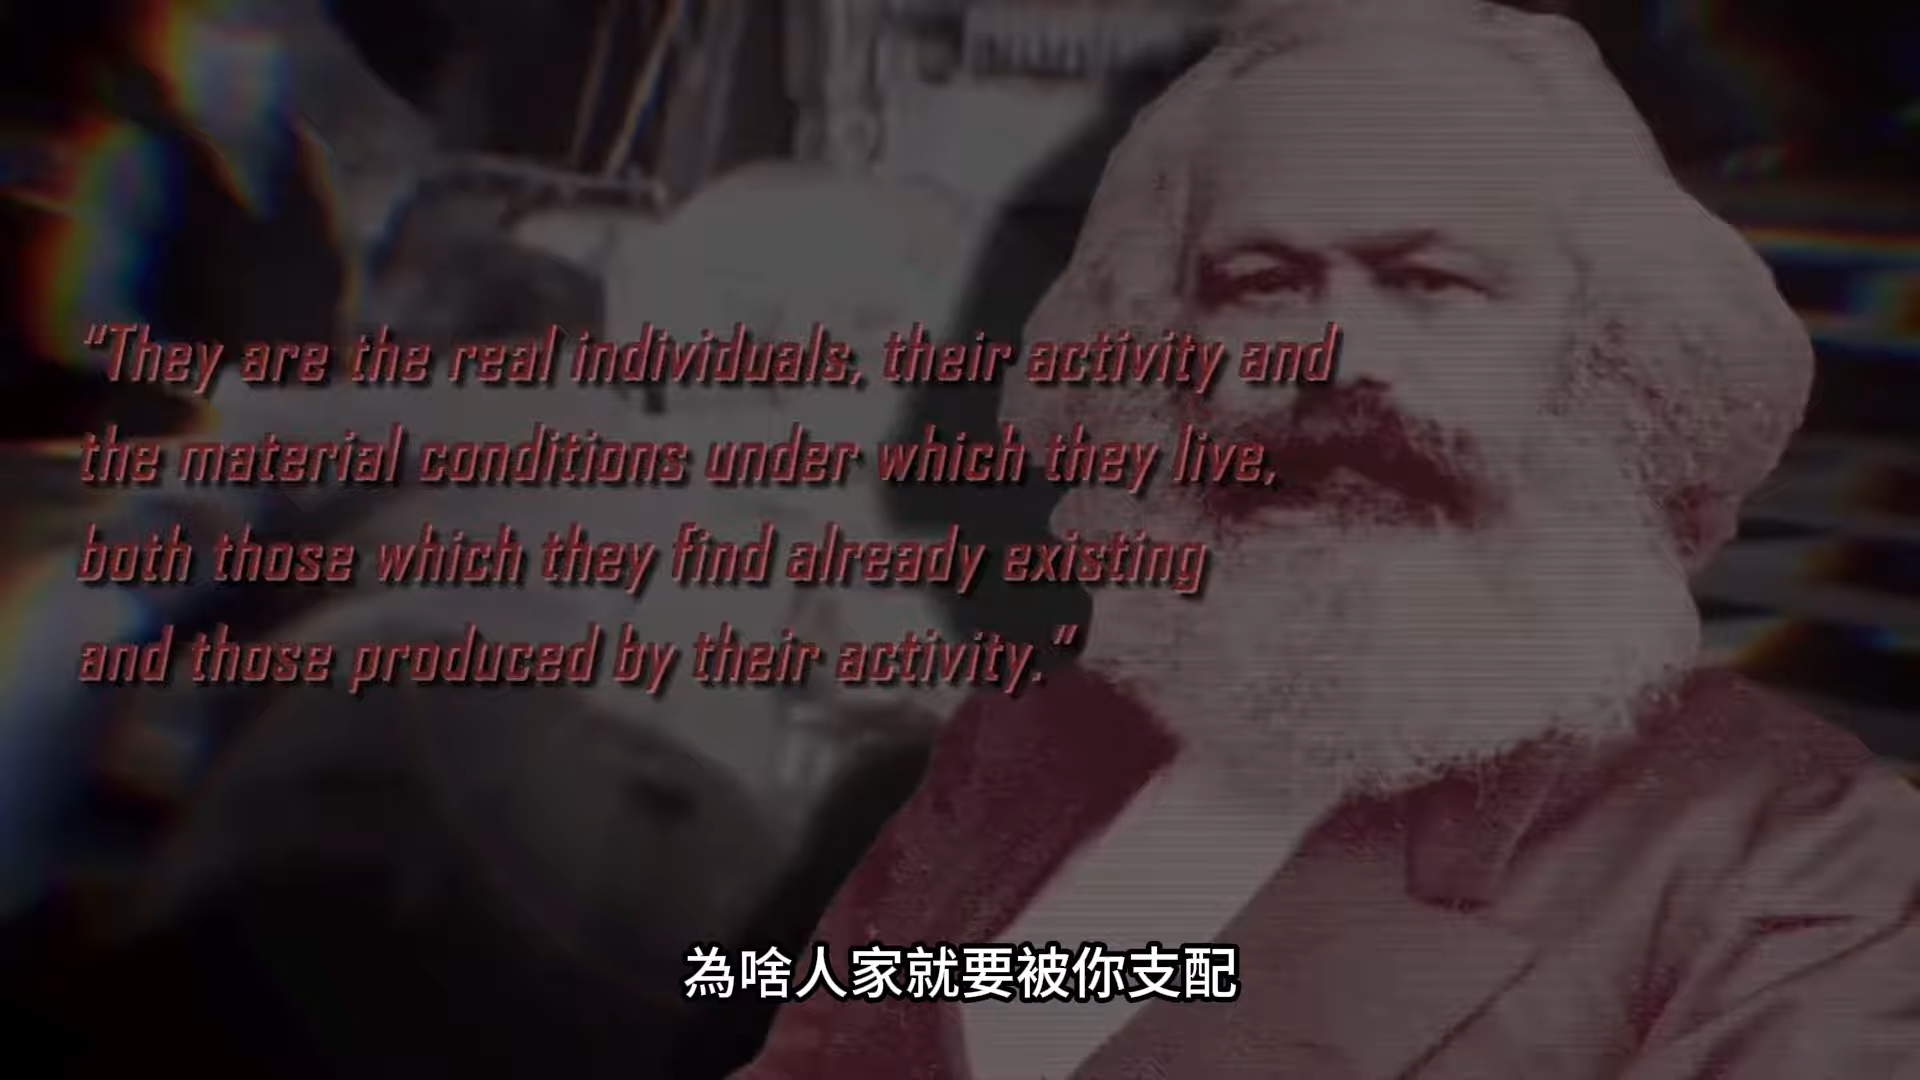 “They are the real individuals, their activity and
the material conditions under which they live,
both those which they find already existing
and those produced by their activity.”
為啥人家就要被你支配